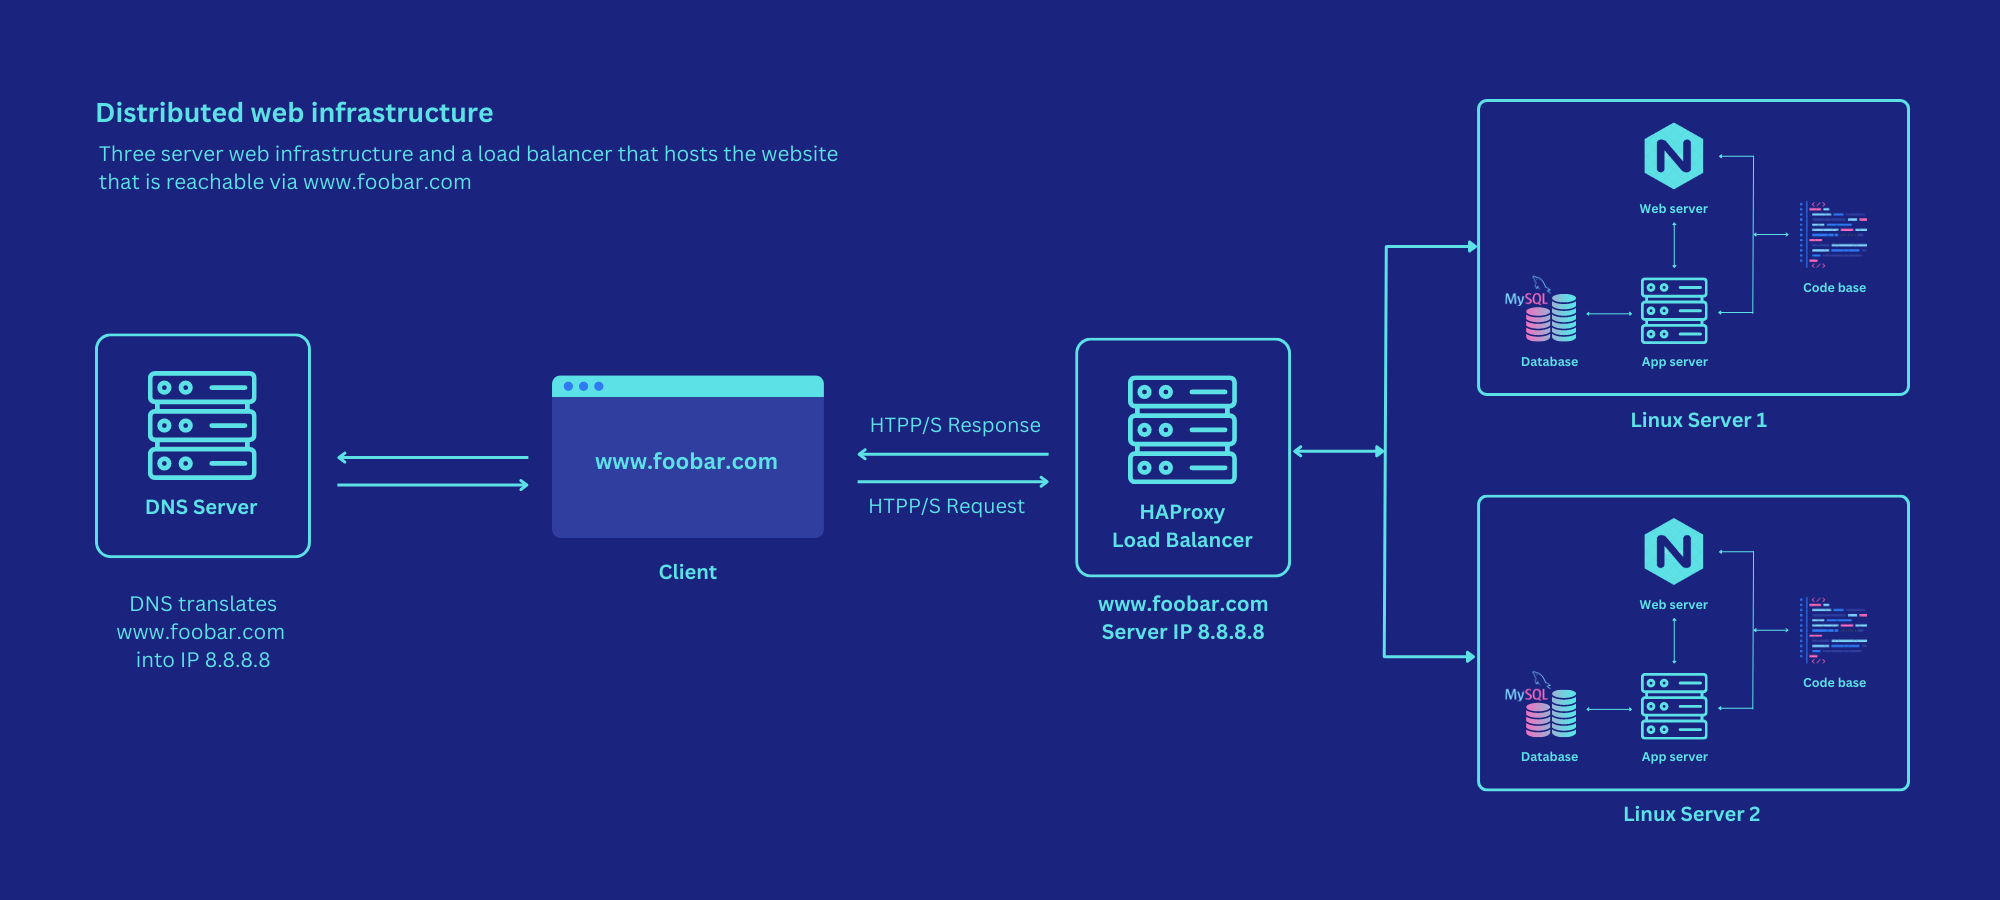 Distributed web infrastructure
Three server web infrastructure and a load balancer that hosts the website
that is reachable via www.foobar.com
DNS Server
DNS translates
www.foobar.com
into IP 8.8.8.8
www.foobar.com
Client
HTPP/S Response
HTPP/S Request
HAProxy
Load Balancer
www.foobar.com
Server IP 8.8.8.8
N
Web server
</>
</>
Code base
MySQL
Database
App server
Linux Server 1
N
Web server
</>
</>
Code base
MySQL
Database
App server
Linux Server 2